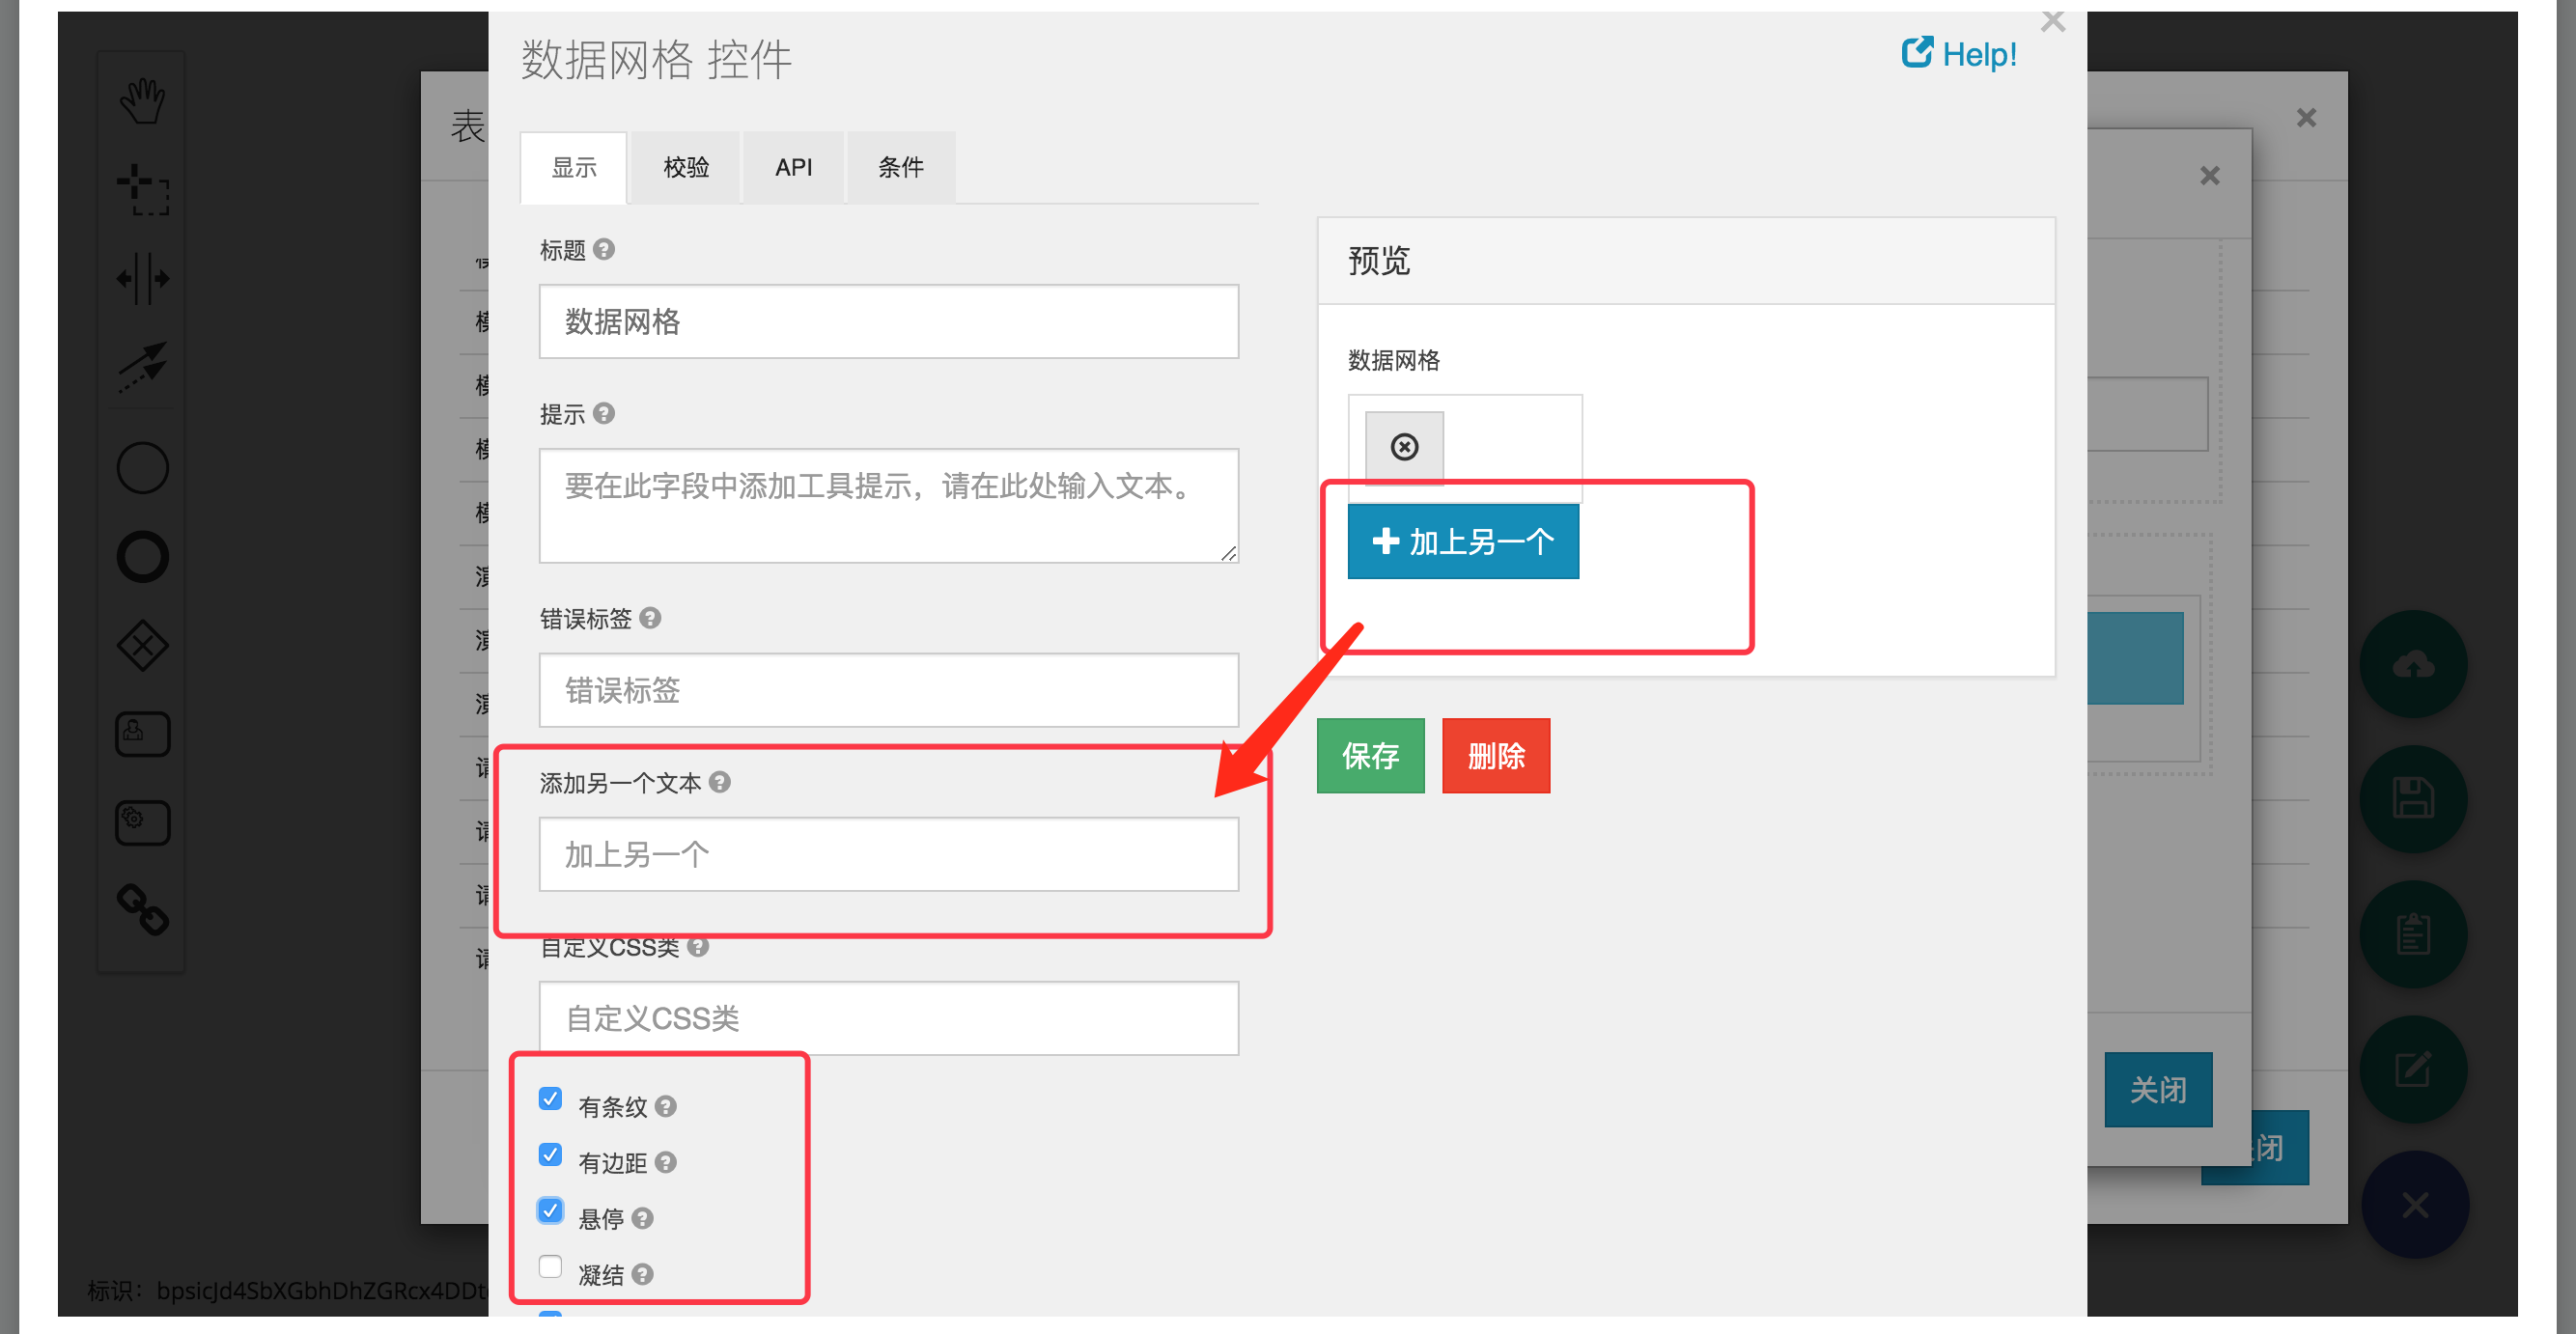 数据网格 控件
Help!
表
显示
校验
API
条件
标题
数据网格
提示
要在此字段中添加工具提示，请在此处输入文本。
错误标签
错误标签
添加另一个文本
加上另一个
自定义CSS类
自定义CSS类
有条纹
有边距
悬停
凝结
预览
数据网格
加上另一个
保存
删除
关闭
闭
标识：bpsicJd4SbXGbhDhZGRcx4DDt